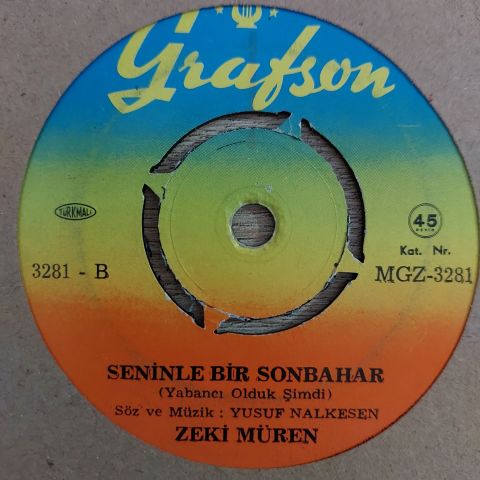 Grafson
TÜRKMALI
45
DEVİR
Kat. Nr.
3281 - B
MGZ-3281
SENİNLE BİR SONBAHAR
(Yabancı Olduk Şimdi)
Söz ve Müzik : YUSUF NALKESEN
ZEKİ MÜREN